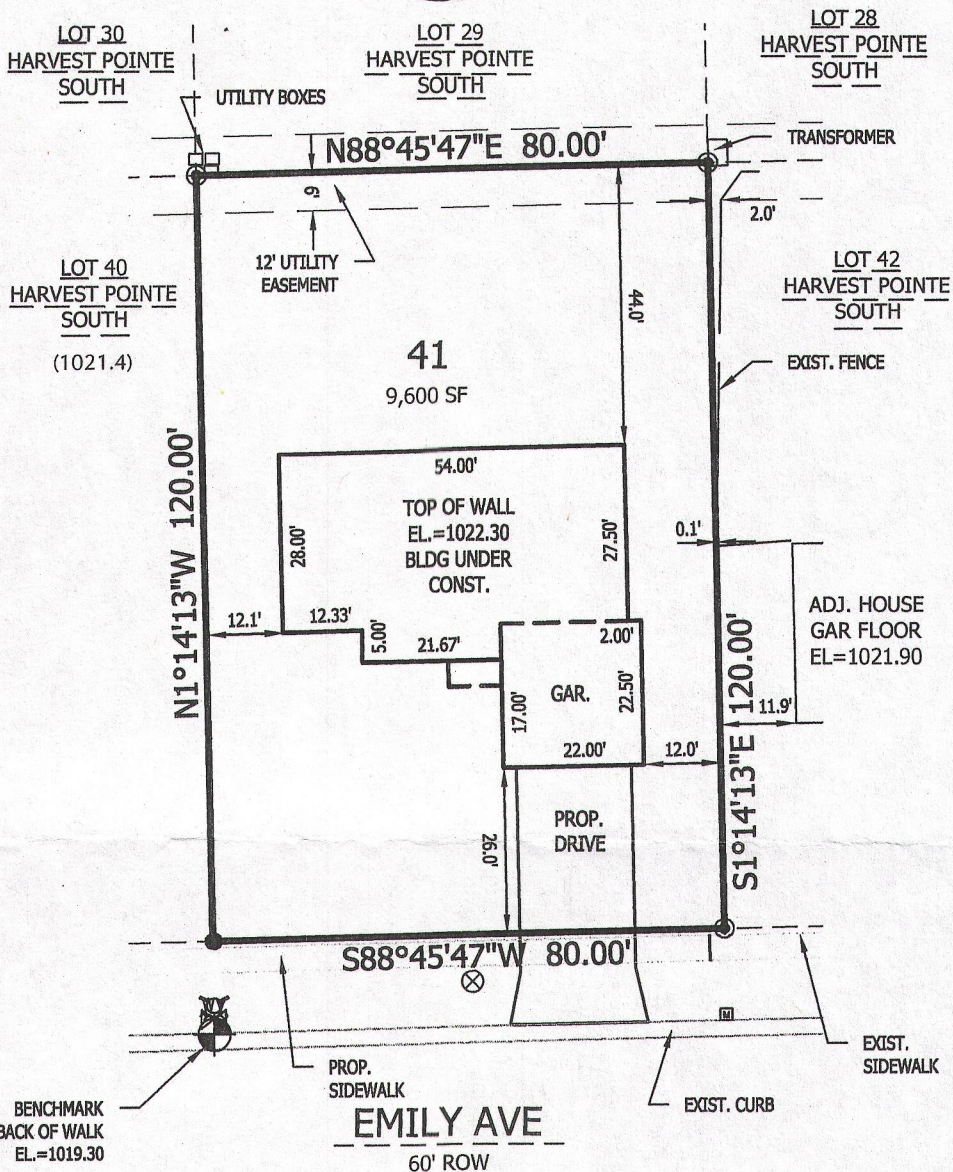 LOT 30
HARVEST POINTE
SOUTH
LOT 29
HARVEST POINTE
SOUTH
LOT 28
HARVEST POINTE
SOUTH
UTILITY BOXES
TRANSFORMER
N88°45'47"E 80.00'
6'
2.0'
12' UTILITY
EASEMENT
LOT 40
HARVEST POINTE
SOUTH
(1021.4)
44.0'
LOT 42
HARVEST POINTE
SOUTH
41
9,600 SF
EXIST. FENCE
N1°14'13"W 120.00'
54.00'
TOP OF WALL
EL.=1022.30
BLDG UNDER
CONST.
28.00'
27.50'
0.1'
ADJ. HOUSE
GAR FLOOR
EL=1021.90
12.1'
12.33'
5.00'
21.67'
2.00'
GAR.
17.00'
22.50'
22.00'
12.0'
11.9'
S1°14'13"E 120.00'
PROP.
DRIVE
26.0'
S88°45'47"W 80.00'
PROP.
SIDEWALK
EXIST.
SIDEWALK
EXIST. CURB
BENCHMARK
BACK OF WALK
EL.=1019.30
EMILY AVE
60' ROW